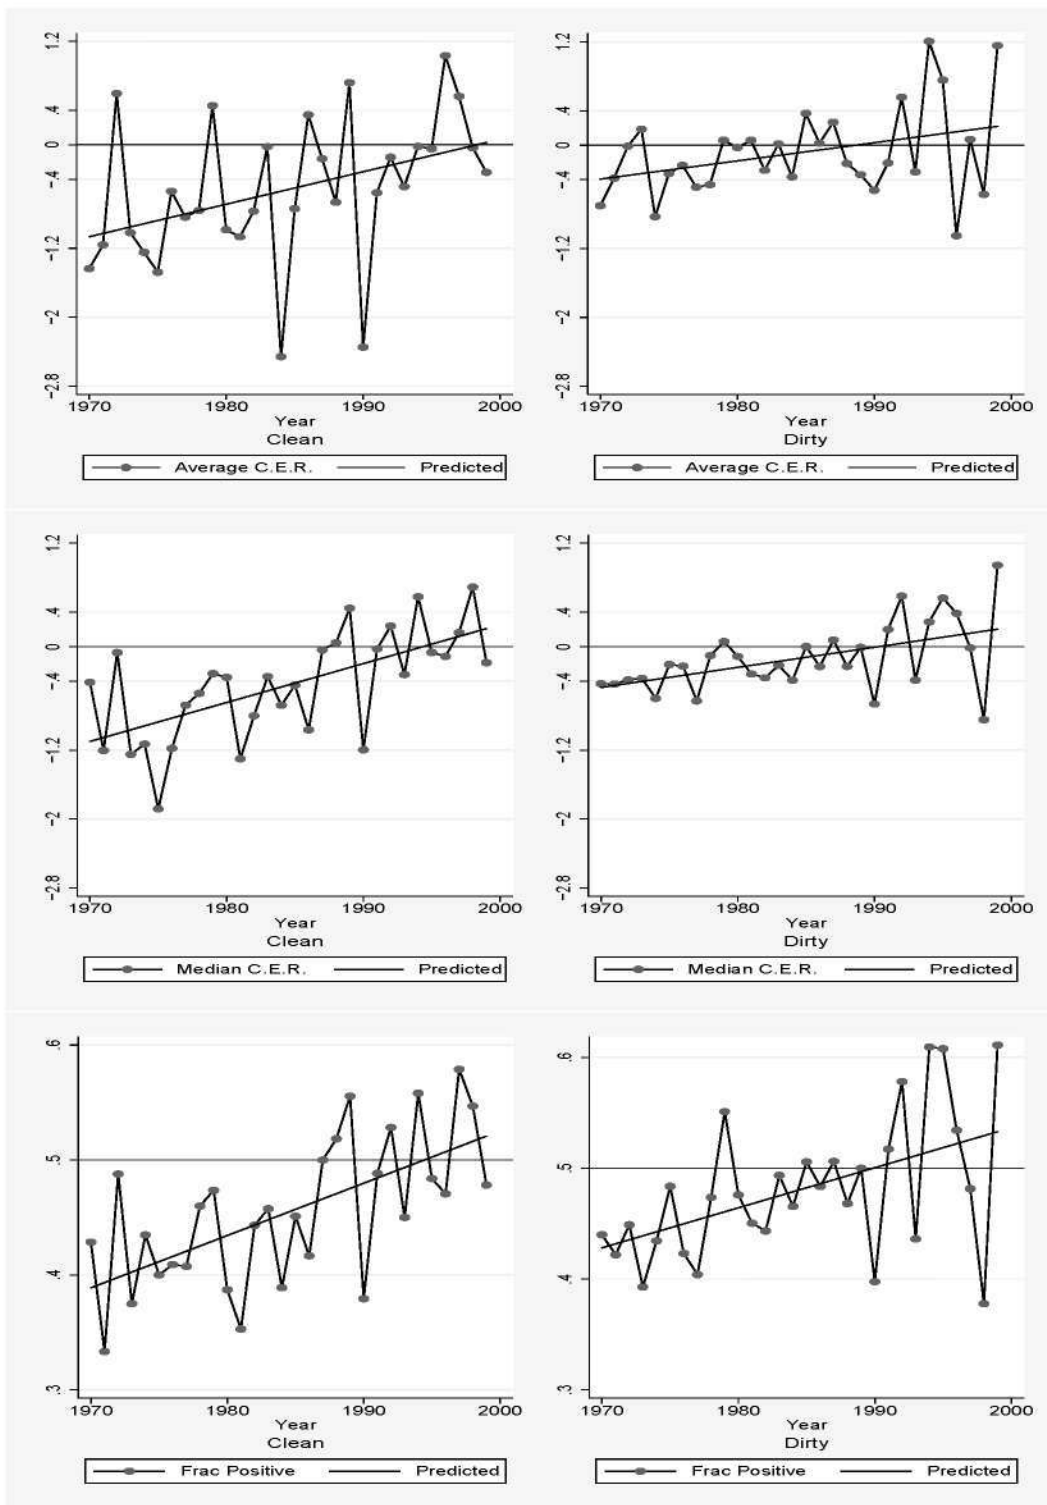 1.2
.4
0
-.4
-1.2
-2
-2.8
1970 1980 1990 2000
Year
Clean
Average C.E.R. Predicted
1.2
.4
0
-.4
-1.2
-2
-2.8
1970 1980 1990 2000
Year
Dirty
Average C.E.R. Predicted
1.2
.4
0
-.4
-1.2
-2
-2.8
1970 1980 1990 2000
Year
Clean
Median C.E.R. Predicted
1.2
.4
0
-.4
-1.2
-2
-2.8
1970 1980 1990 2000
Year
Dirty
Median C.E.R. Predicted
.6
.5
.4
.3
1970 1980 1990 2000
Year
Clean
Frac Positive Predicted
.6
.5
.4
.3
1970 1980 1990 2000
Year
Dirty
Frac Positive Predicted